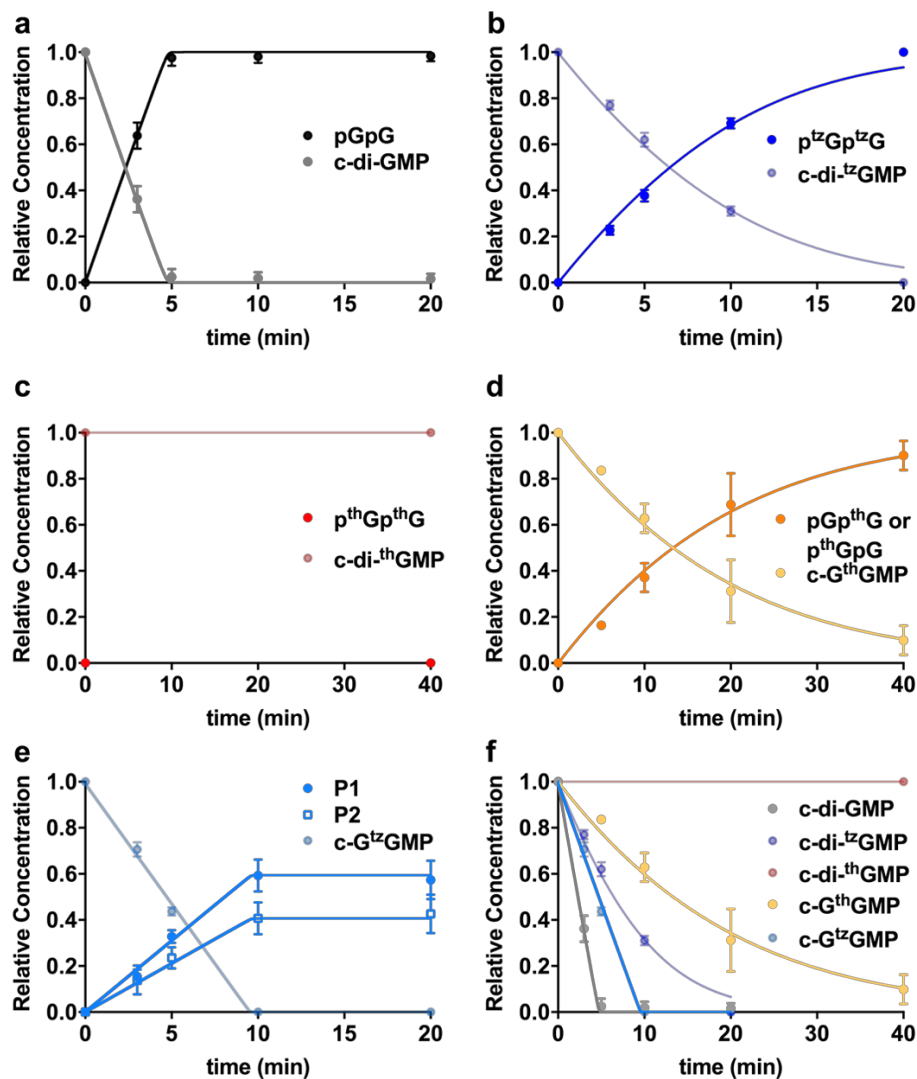 a
Relative Concentration
1.0
0.8
0.6
0.4
0.2
0.0
pGpG
c-di-GMP
0 5 10 15 20
time (min)
b
Relative Concentration
1.0
0.8
0.6
0.4
0.2
0.0
pᵗᶻGpᵗᶻG
c-di-ᵗᶻGMP
0 5 10 15 20
time (min)
c
Relative Concentration
1.0
0.8
0.6
0.4
0.2
0.0
pᵗʰGpᵗʰG
c-di-ᵗʰGMP
0 10 20 30 40
time (min)
d
Relative Concentration
1.0
0.8
0.6
0.4
0.2
0.0
pGpᵗʰG or
pᵗʰGpG
c-GᵗʰGMP
0 10 20 30 40
time (min)
e
Relative Concentration
1.0
0.8
0.6
0.4
0.2
0.0
P1
P2
c-GᵗᶻGMP
0 5 10 15 20
time (min)
f
Relative Concentration
1.0
0.8
0.6
0.4
0.2
0.0
c-di-GMP
c-di-ᵗᶻGMP
c-di-ᵗʰGMP
c-GᵗʰGMP
c-GᵗᶻGMP
0 10 20 30 40
time (min)